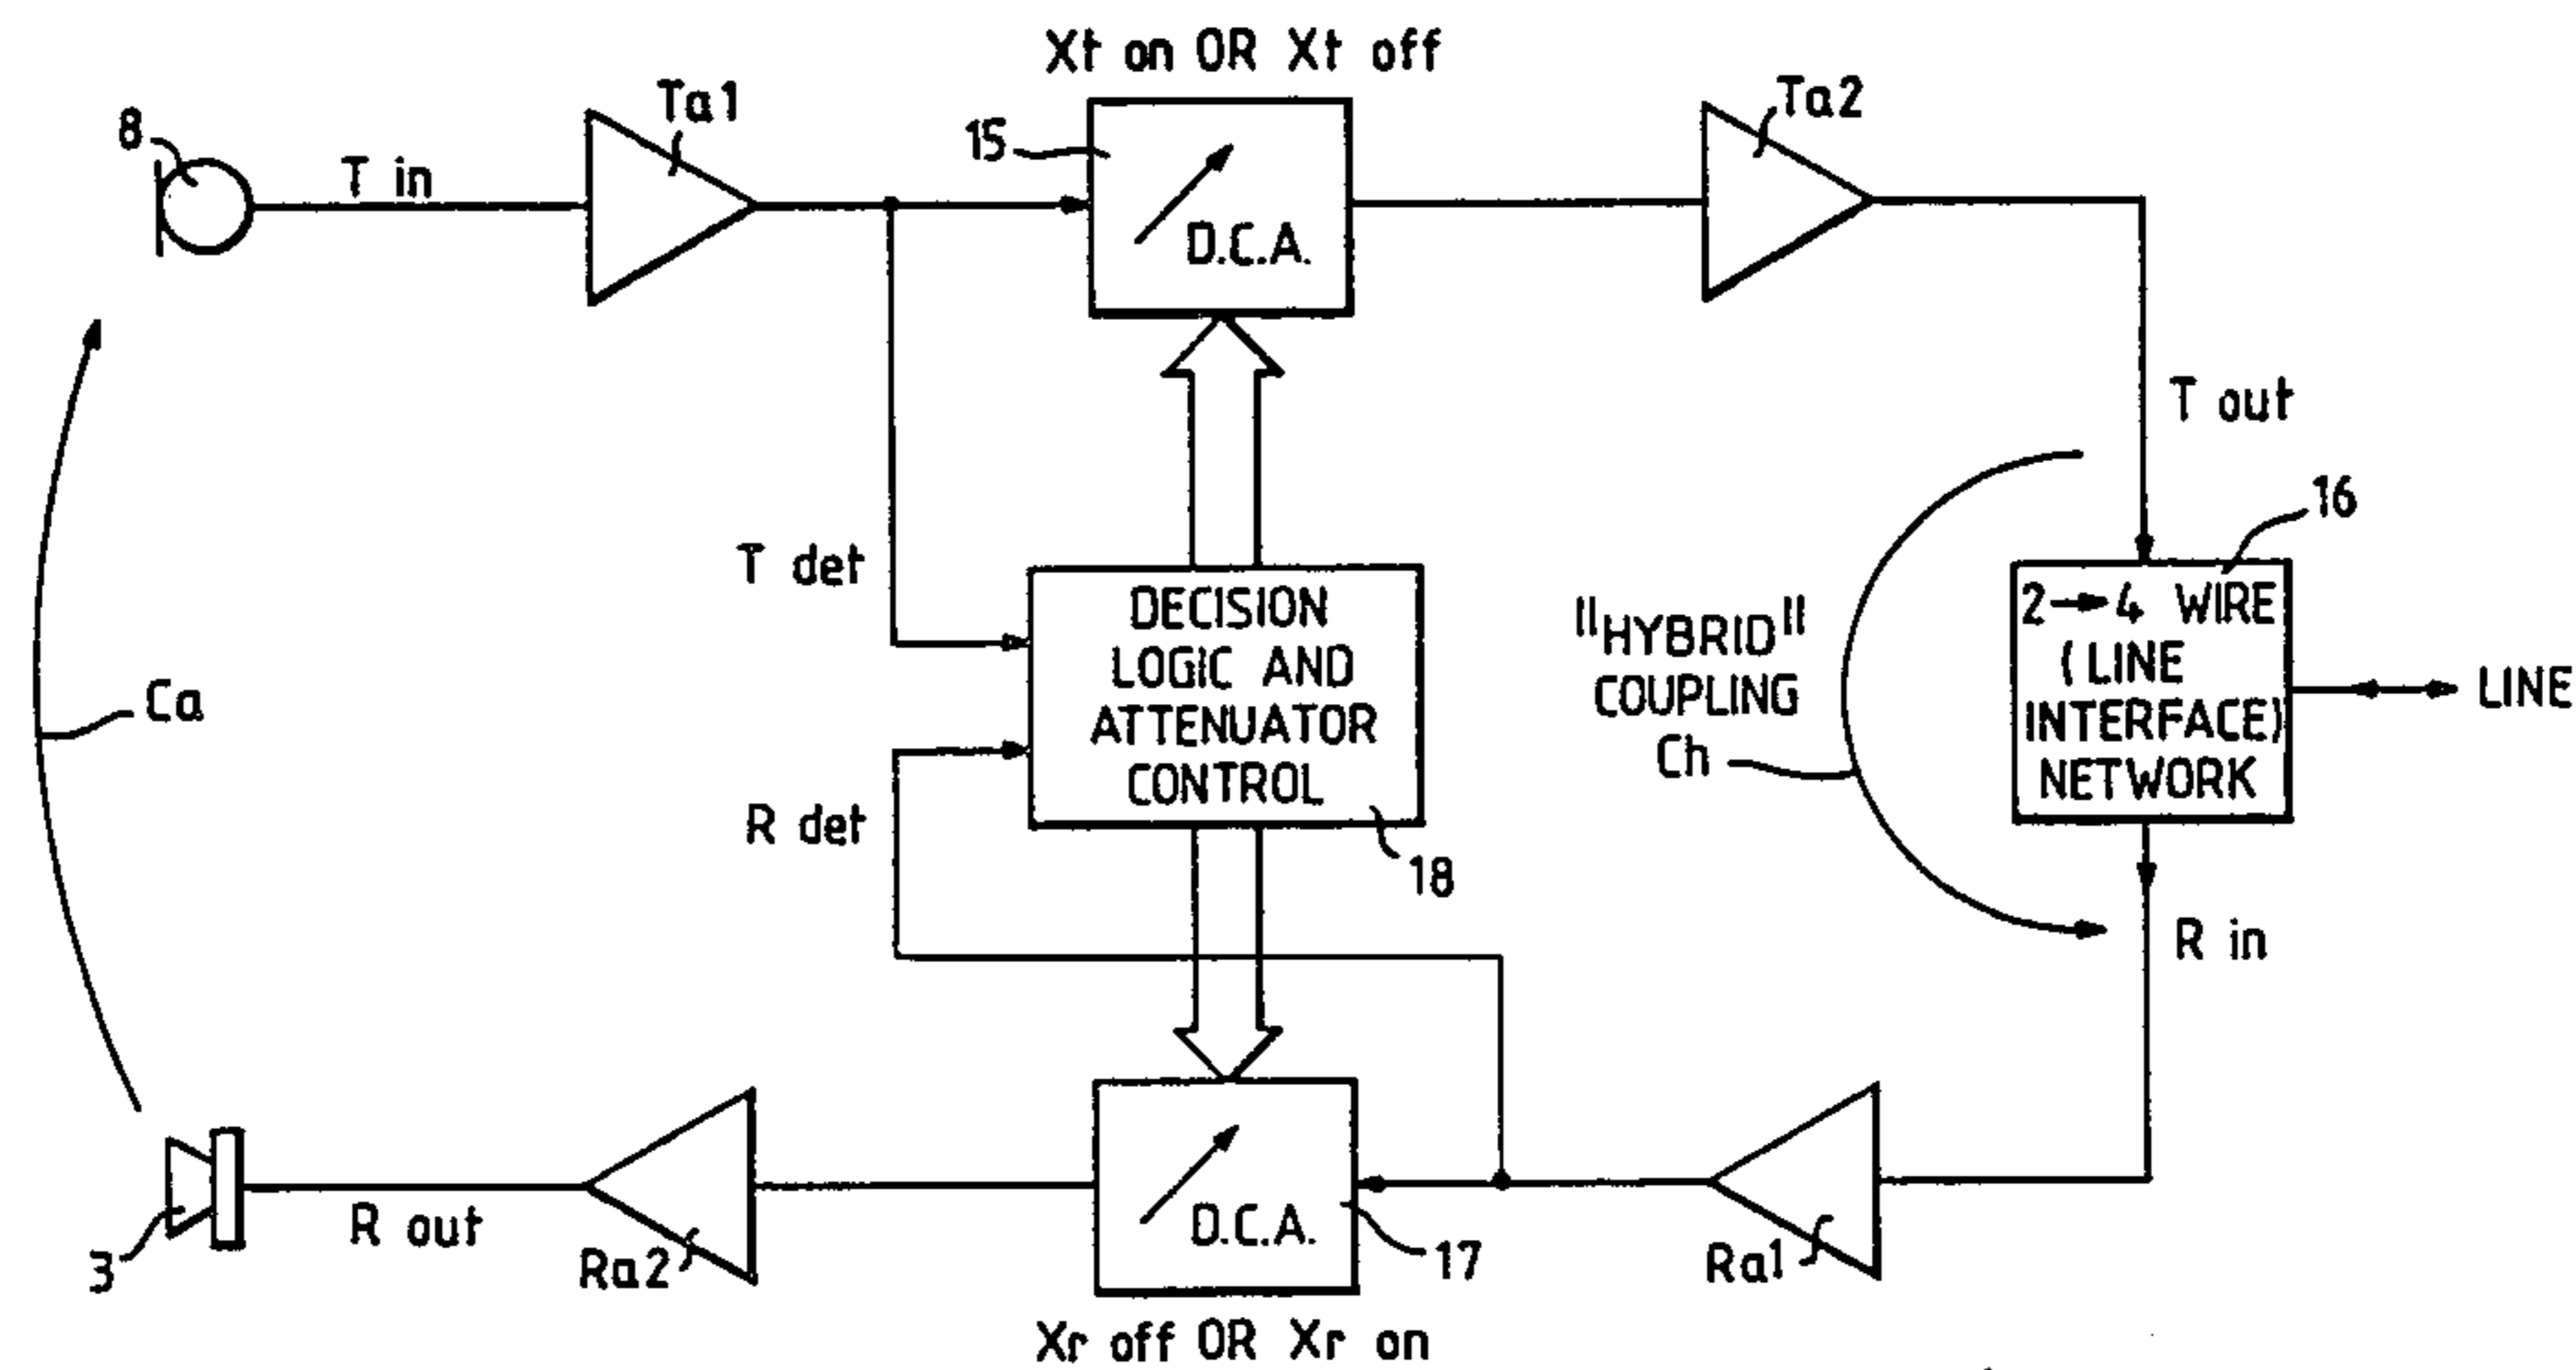 Xt on OR Xt off
8
T in
Ta1
15
D.C.A.
Ta2
T out
16
T det
DECISION
LOGIC AND
ATTENUATOR
CONTROL
"HYBRID"
COUPLING
Ch
2→4 WIRE
(LINE
INTERFACE)
NETWORK
LINE
Ca
R det
18
R in
3
R out
Ra2
D.C.A.
17
Ra1
Xr off OR Xr on